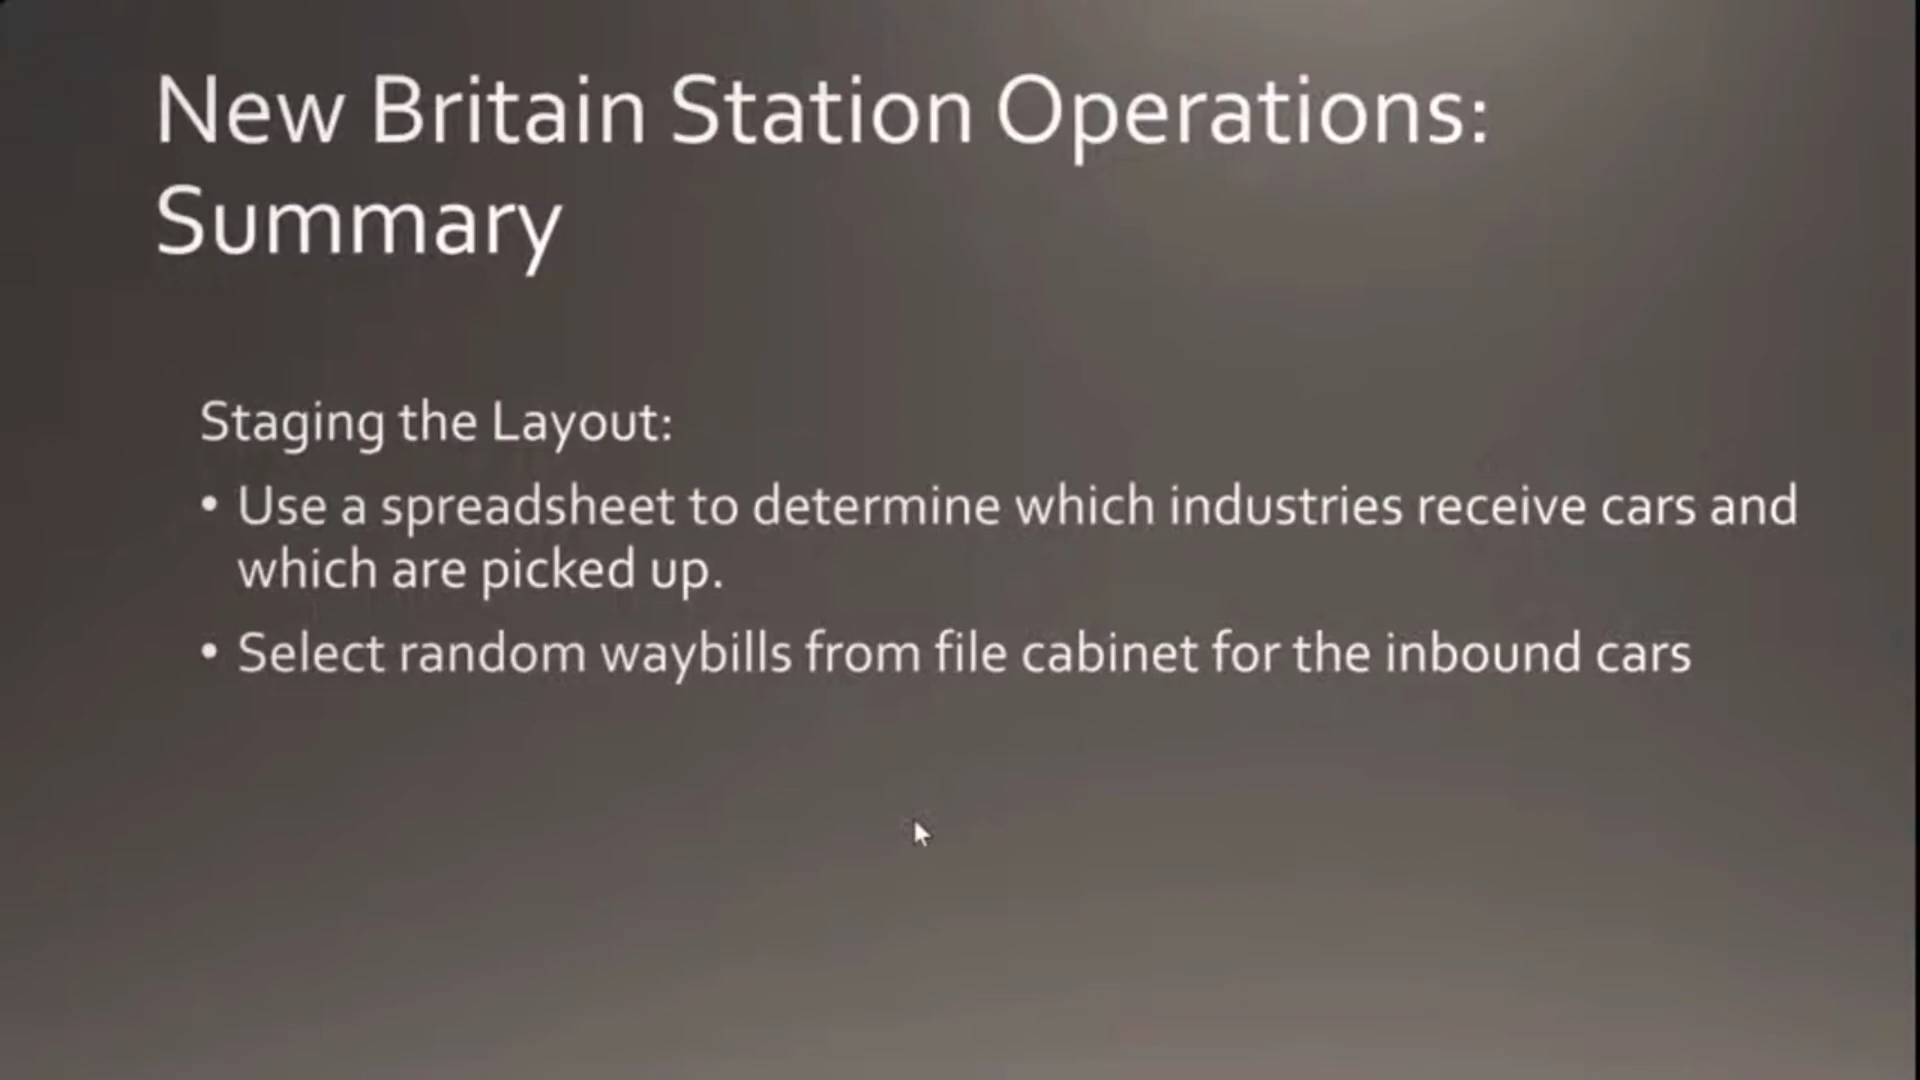 New Britain Station Operations:
Summary
Staging the Layout:
• Use a spreadsheet to determine which industries receive cars and
which are picked up.
• Select random waybills from file cabinet for the inbound cars